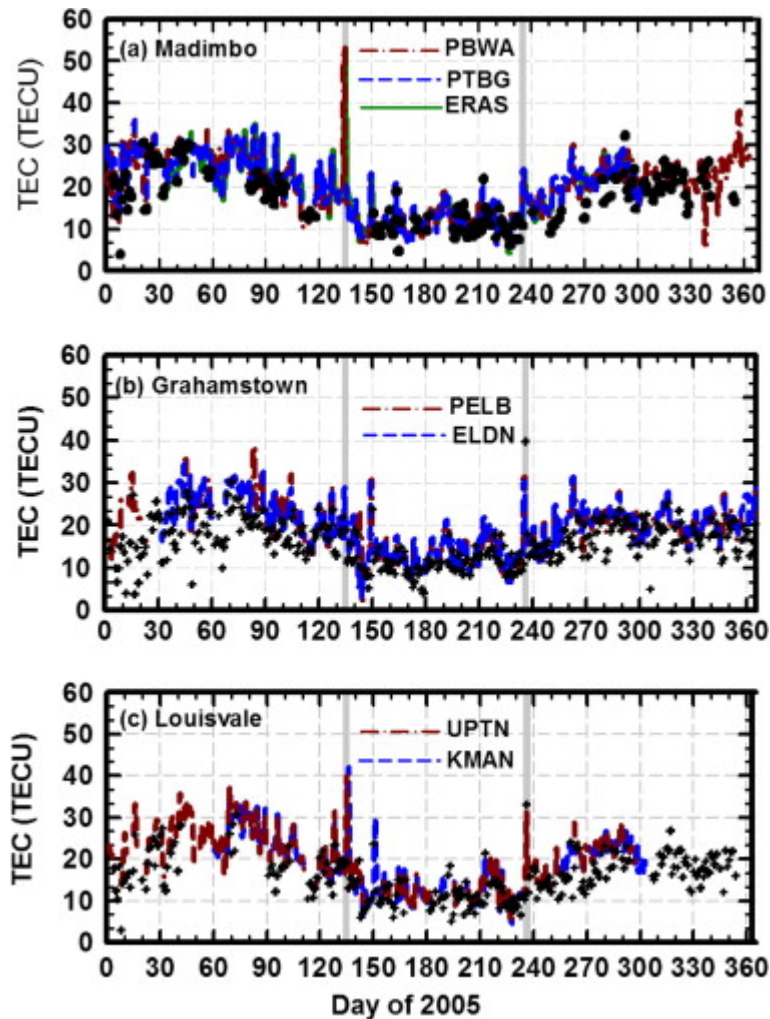 (a) Madimbo
PBWA
PTBG
ERAS
TEC (TECU)
60
50
40
30
20
10
0
0 30 60 90 120 150 180 210 240 270 300 330 360
(b) Grahamstown
PELB
ELDN
TEC (TECU)
60
50
40
30
20
10
0
0 30 60 90 120 150 180 210 240 270 300 330 360
(c) Louisvale
UPTN
KMAN
TEC (TECU)
60
50
40
30
20
10
0
0 30 60 90 120 150 180 210 240 270 300 330 360
Day of 2005